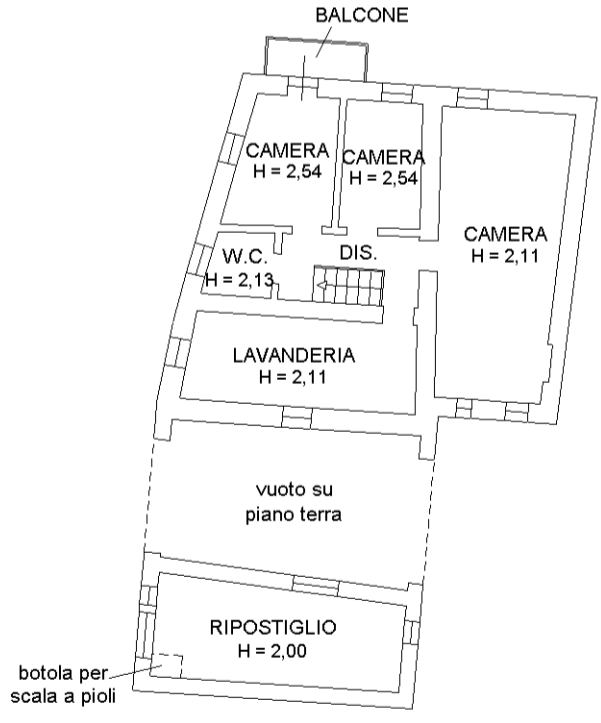 BALCONE
CAMERA
H = 2,54
CAMERA
H = 2,54
CAMERA
H = 2,11
W.C.
H = 2,13
DIS.
LAVANDERIA
H = 2,11
vuoto su
piano terra
RIPOSTIGLIO
H = 2,00
botola per
scala a pioli